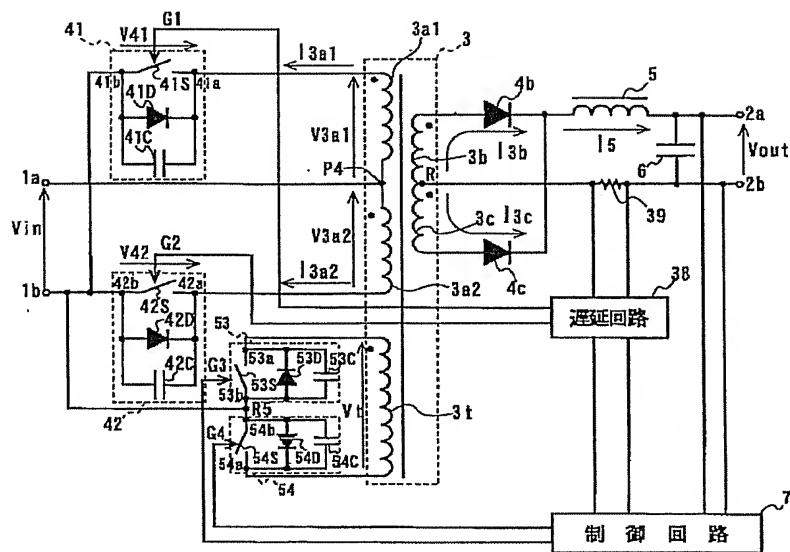 41
V41
G1
I3a1
3a1
3
41b
41S
41a
41D
41C
V3a1
4b
5
I5
2a
3b
I3b
6
Vout
1a
P4
R
2b
39
Vin
V3a2
3c
I3c
1b
V42
G2
I3a2
3a2
4c
42b
42S
42a
42D
42C
42
38
遅延回路
53
G3
53a
53S
53b
53D
53C
R5
Vt
3t
G4
54b
54S
54a
54D
54C
54
7
制御回路